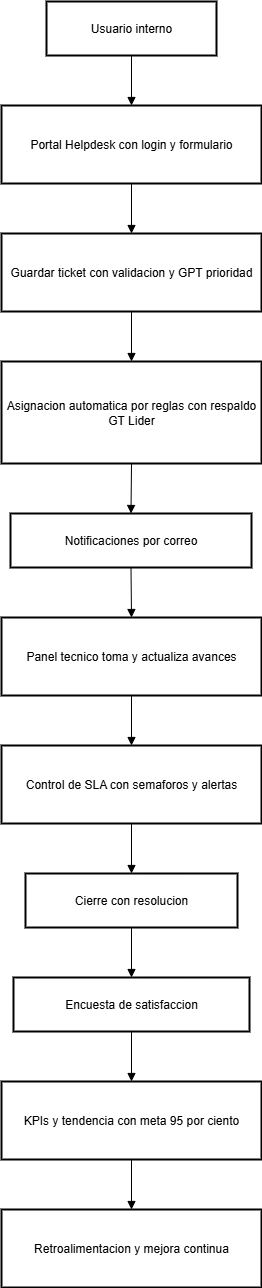 Usuario interno
Portal Helpdesk con login y formulario
Guardar ticket con validacion y GPT prioridad
Asignacion automatica por reglas con respaldo
GT Lider
Notificaciones por correo
Panel tecnico toma y actualiza avances
Control de SLA con semaforos y alertas
Cierre con resolucion
Encuesta de satisfaccion
KPIs y tendencia con meta 95 por ciento
Retroalimentacion y mejora continua